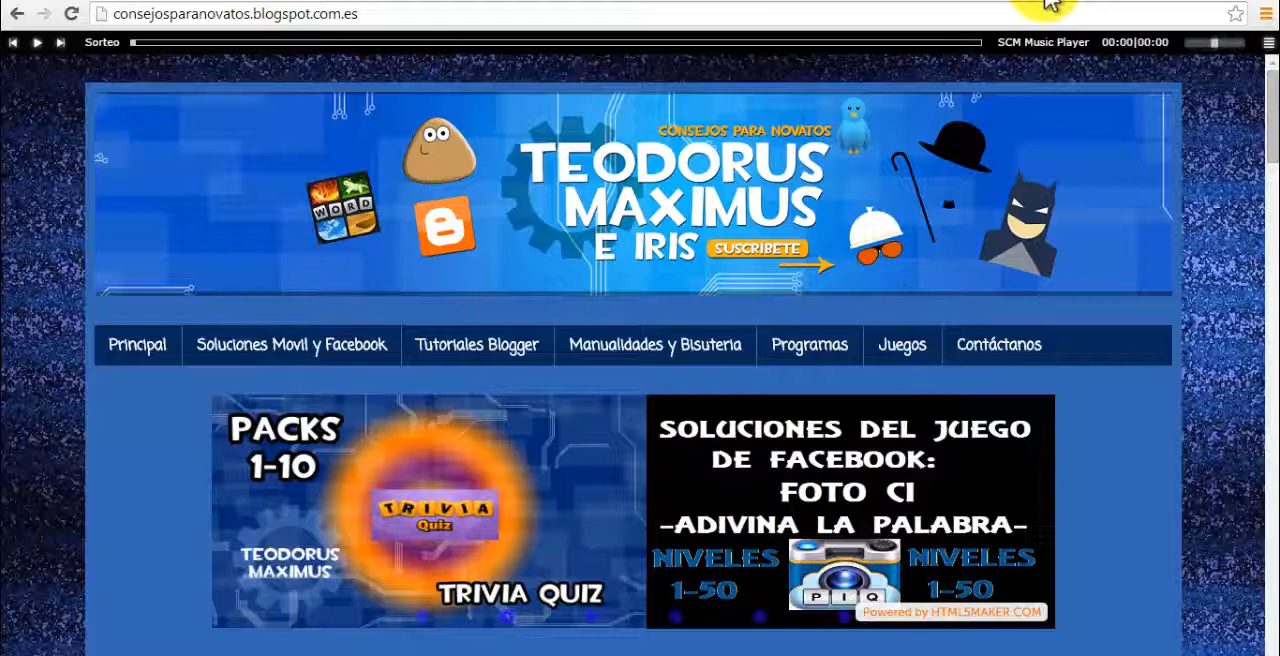 consejosparanovatos.blogspot.com.es
Sorteo
SCM Music Player 00:00|00:00
CONSEJOS PARA NOVATOS
TEODORUS
MAXIMUS
E IRIS
SUSCRÍBETE
WORD
Principal
Soluciones Movil y Facebook
Tutoriales Blogger
Manualidades y Bisuteria
Programas
Juegos
Contáctanos
PACKS
1-10
TRIVIA
Quiz
TEODORUS
MAXIMUS
TRIVIA QUIZ
SOLUCIONES DEL JUEGO
DE FACEBOOK:
FOTO CI
-ADIVINA LA PALABRA-
NIVELES
1-50
PIQ
NIVELES
1-50
Powered by HTML5MAKER.COM